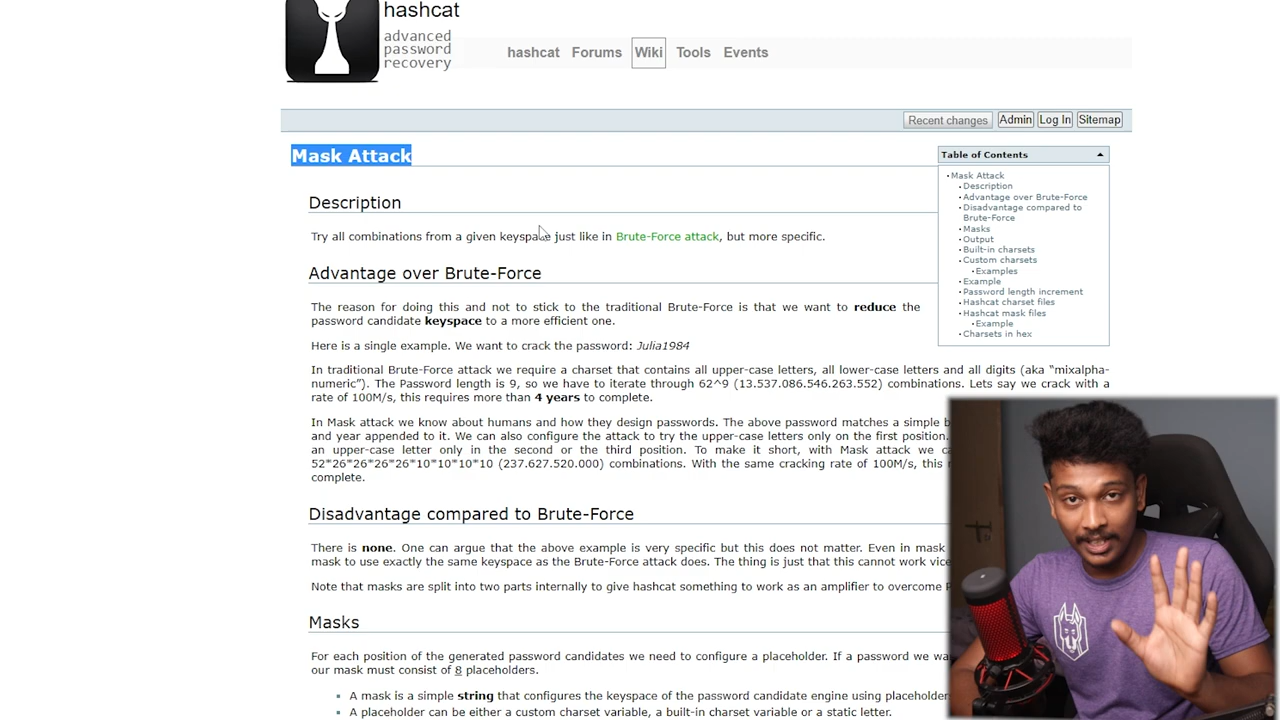 hashcat
advanced
password
recovery
hashcat Forums Wiki Tools Events
Recent changes Admin Log In Sitemap
Mask Attack
Table of Contents
Mask Attack
Description
Advantage over Brute-Force
Disadvantage compared to
Brute-Force
Masks
Output
Built-in charsets
Custom charsets
Examples
Example
Password length increment
Hashcat charset files
Hashcat mask files
Example
Charsets in hex
Description
Try all combinations from a given keyspace just like in Brute-Force attack, but more specific.
Advantage over Brute-Force
The reason for doing this and not to stick to the traditional Brute-Force is that we want to reduce the
password candidate keyspace to a more efficient one.
Here is a single example. We want to crack the password: Julia1984
In traditional Brute-Force attack we require a charset that contains all upper-case letters, all lower-case letters and all digits (aka “mixalpha-
numeric”). The Password length is 9, so we have to iterate through 62^9 (13.537.086.546.263.552) combinations. Lets say we crack with a
rate of 100M/s, this requires more than 4 years to complete.
In Mask attack we know about humans and how they design passwords. The above password matches a simple b
and year appended to it. We can also configure the attack to try the upper-case letters only on the first position.
an upper-case letter only in the second or the third position. To make it short, with Mask attack we ca
52*26*26*26*26*10*10*10*10 (237.627.520.000) combinations. With the same cracking rate of 100M/s, this
complete.
Disadvantage compared to Brute-Force
There is none. One can argue that the above example is very specific but this does not matter. Even in mask
mask to use exactly the same keyspace as the Brute-Force attack does. The thing is just that this cannot work vice
Note that masks are split into two parts internally to give hashcat something to work as an amplifier to overcome
Masks
For each position of the generated password candidates we need to configure a placeholder. If a password we wa
our mask must consist of 8 placeholders.
A mask is a simple string that configures the keyspace of the password candidate engine using placeholder
A placeholder can be either a custom charset variable, a built-in charset variable or a static letter.